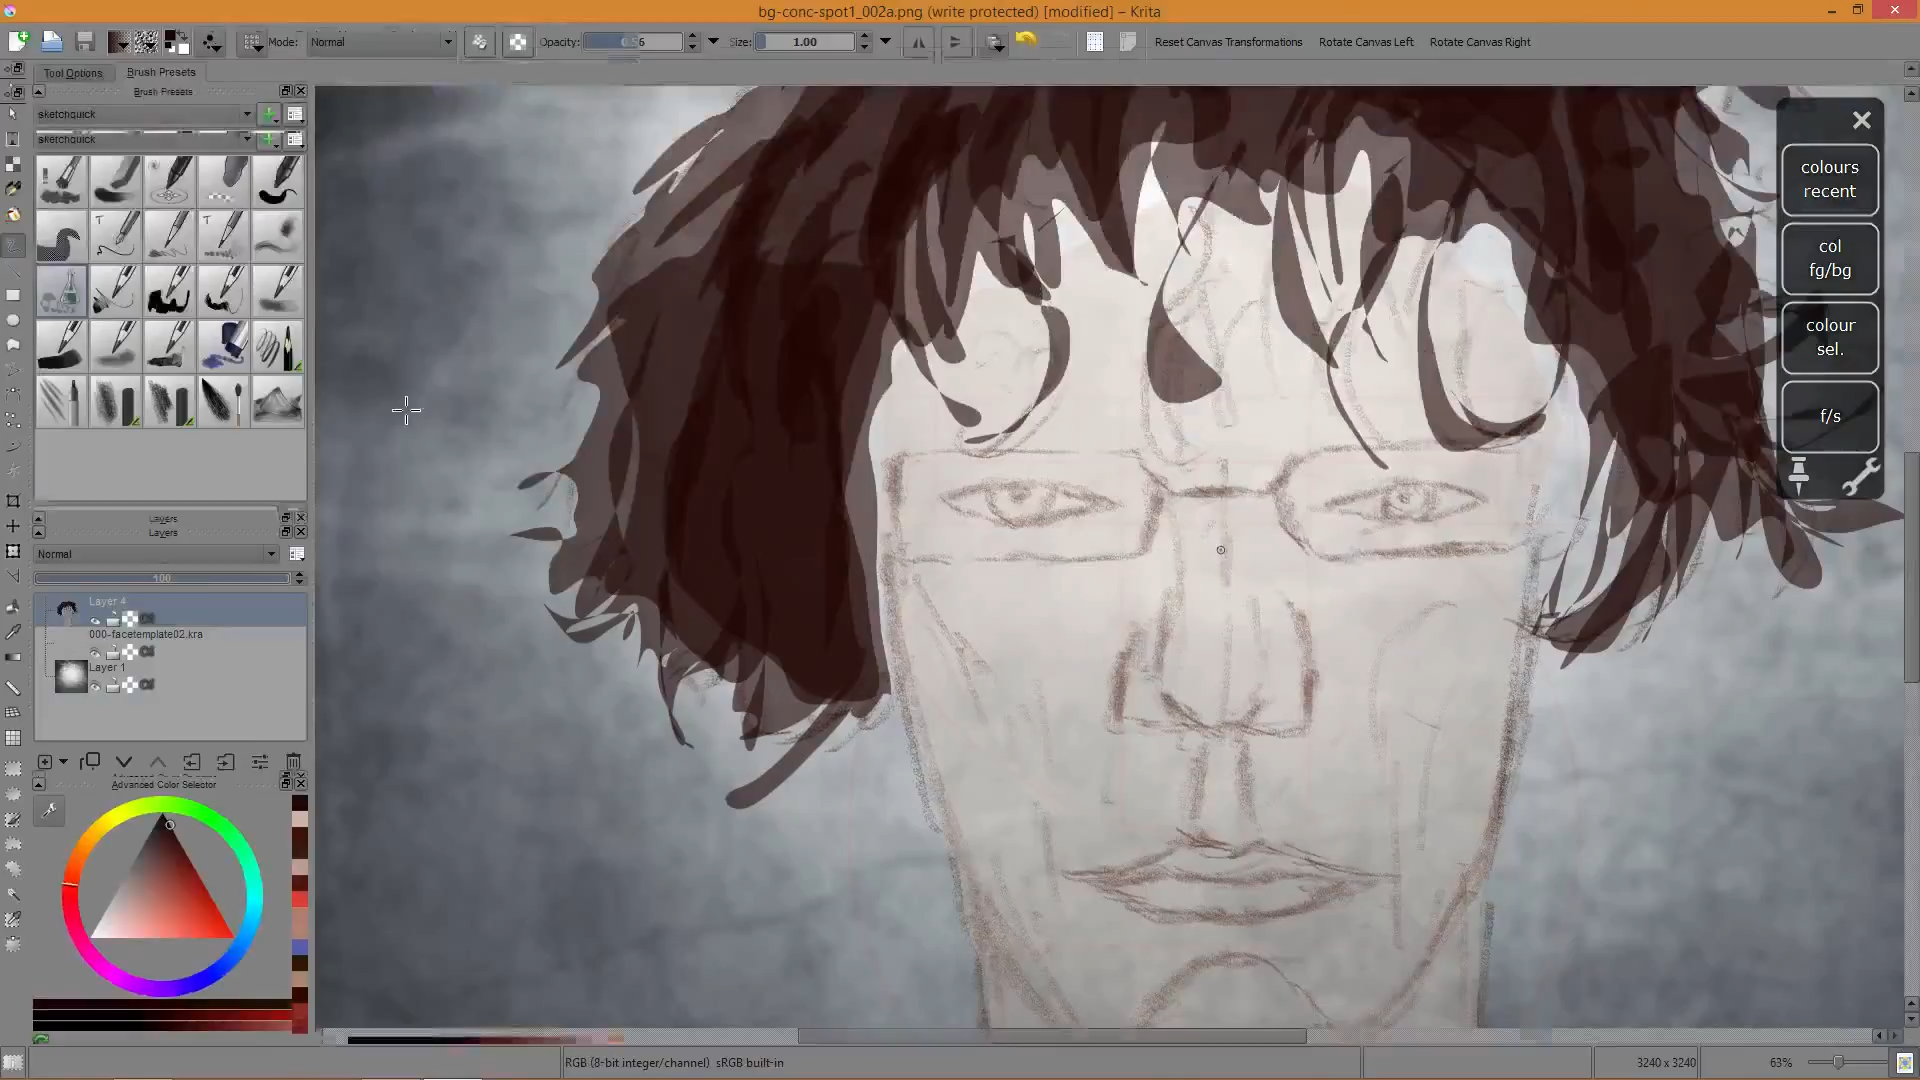 bg-conc-spot1_002a.png (write protected) [modified] – Krita
Mode: Normal
Opacity:
Size: 1.00
Reset Canvas Transformations
Rotate Canvas Left
Rotate Canvas Right
Tool Options
Brush Presets
Brush Presets
sketchquick
sketchquick
colours
recent
col
fg/bg
colour
sel.
f/s
Layers
Layers
Normal
100
Layer 4
000-facetemplate02.kra
Layer 1
Advanced Color Selector
RGB (8-bit integer/channel) sRGB built-in
3240 x 3240
63%